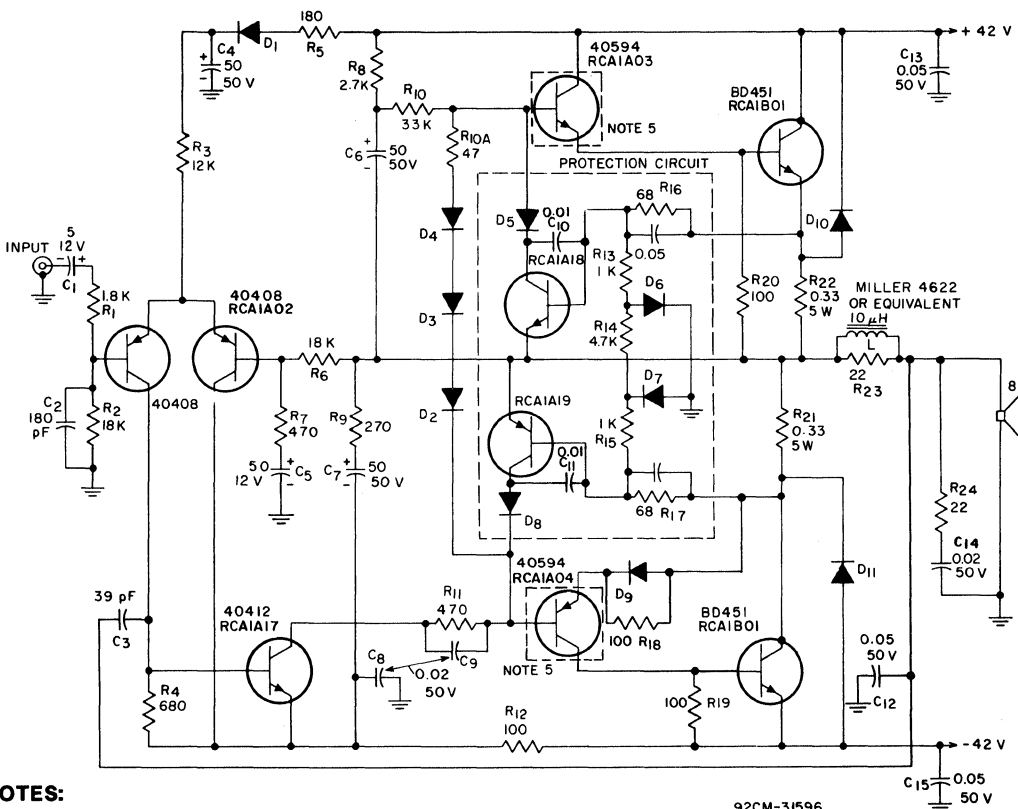 180
D1
R5
C4
50
50 V
+
-
R8
2.7K
+ 42 V
C13
0.05
50 V
40594
RCA1A03
NOTE 5
BD451
RCA1B01
R10
33 K
R10A
47
C6
+
-
50
50V
R3
12K
PROTECTION CIRCUIT
68 R16
0.05
D5
0.01
C10
RCA1A18
R13
1 K
D6
R14
4.7K
D7
D4
D3
D2
D10
R20
100
R22
0.33
5 W
MILLER 4622
OR EQUIVALENT
10 µH
L
22
R23
8
INPUT
5
12 V
- +
C1
1.8 K
R1
40408
RCA1A02
40408
18 K
R6
C2
180
pF
R2
18K
R7
470
R9
270
50
12 V
+
-
C5
C7
+
-
50
50 V
RCA1A19
0.01
C11
1 K
R15
68 R17
D8
R21
0.33
5W
R24
22
C14
0.02
50 V
D11
40594
RCA1A04
NOTE 5
D9
100 R18
BD451
RCA1B01
39 pF
C3
40412
RCA1A17
R11
470
C9
C8
0.02
50 V
R4
680
R12
100
100 R19
0.05
50 V
C12
- 42 V
C15 0.05
50 V
OTES:
92CM-31596